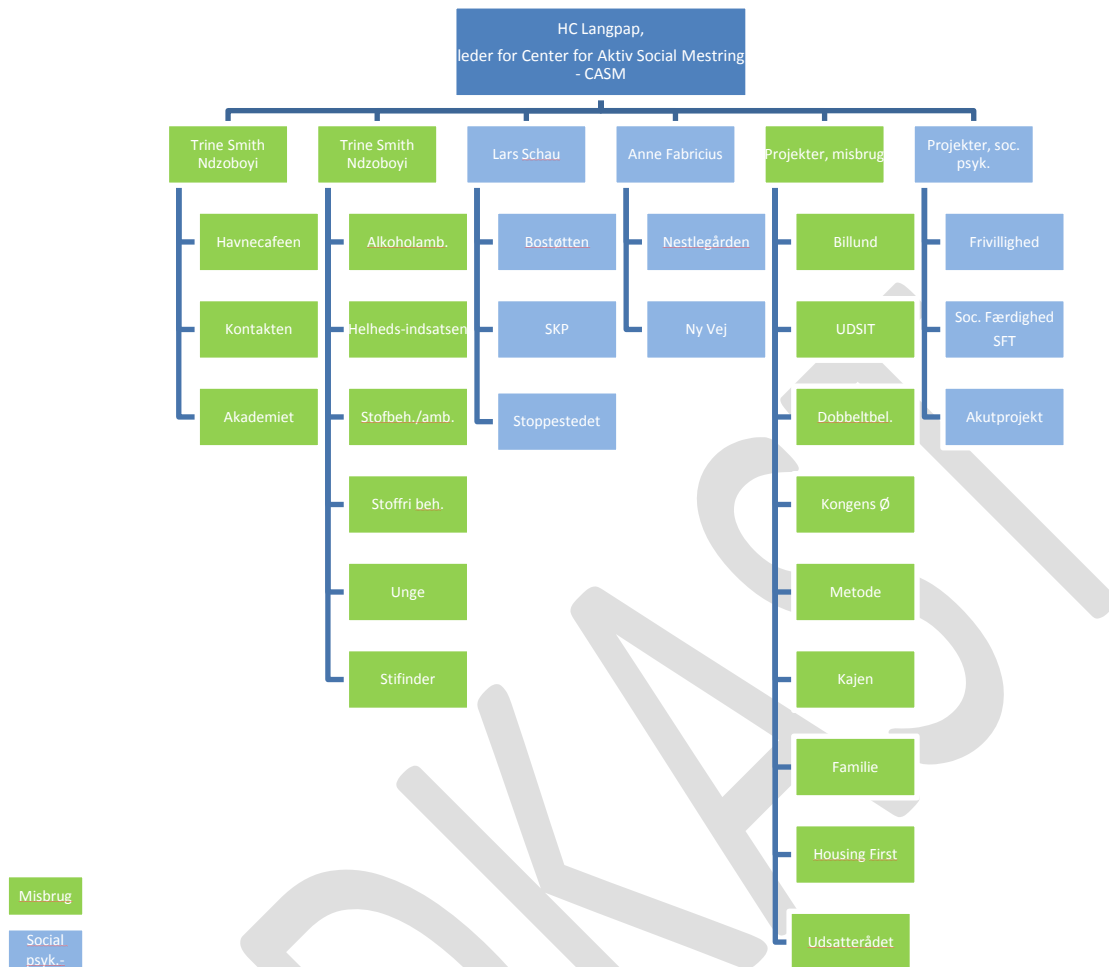 HC Langpap,
leder for Center for Aktiv Social Mestring
- CASM
Trine Smith
Ndzoboyi
Havnecafeen
Kontakten
Akademiet
Trine Smith
Ndzoboyi
Alkoholamb.
Helheds-indsatsen
Stofbeh./amb.
Stoffri beh.
Unge
Stifinder
Lars Schau
Bostøtten
SKP
Stoppestedet
Anne Fabricius
Nestlegården
Ny Vej
Projekter, misbrug
Billund
UDSIT
Dobbeltbel.
Kongens Ø
Metode
Kajen
Familie
Housing First
Udsatterådet
Projekter, soc.
psyk.
Frivillighed
Soc. Færdighed
SFT
Akutprojekt
Misbrug
Social
psyk.-